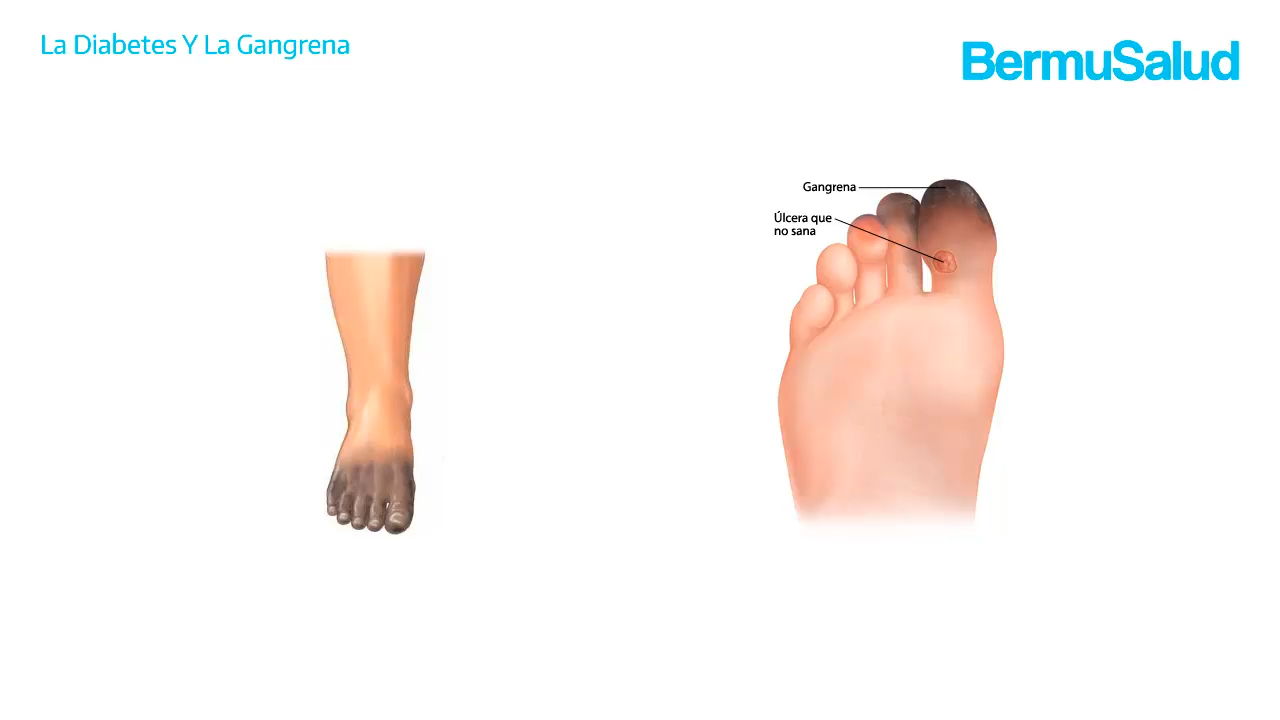 La Diabetes Y La Gangrena
BermuSalud
Gangrena
Úlcera que
no sana